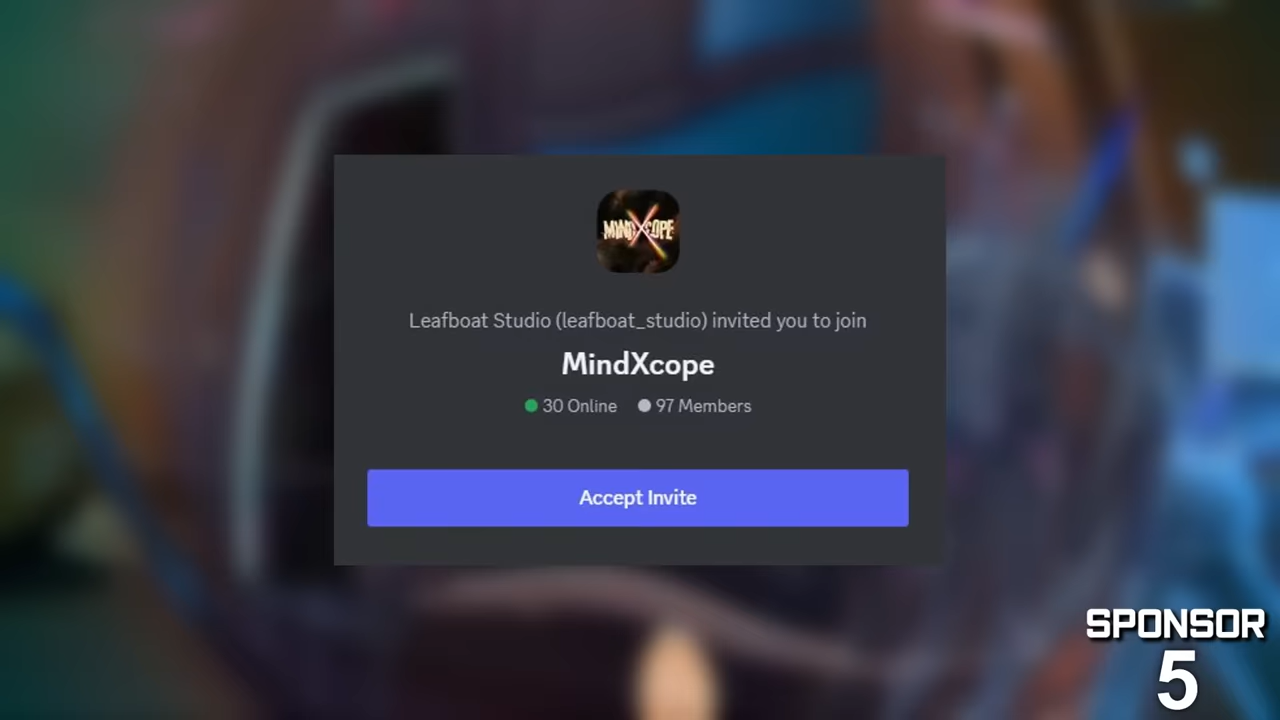 MINDXCOPE
Leafboat Studio (leafboat_studio) invited you to join
MindXcope
30 Online 97 Members
Accept Invite
SPONSOR
5